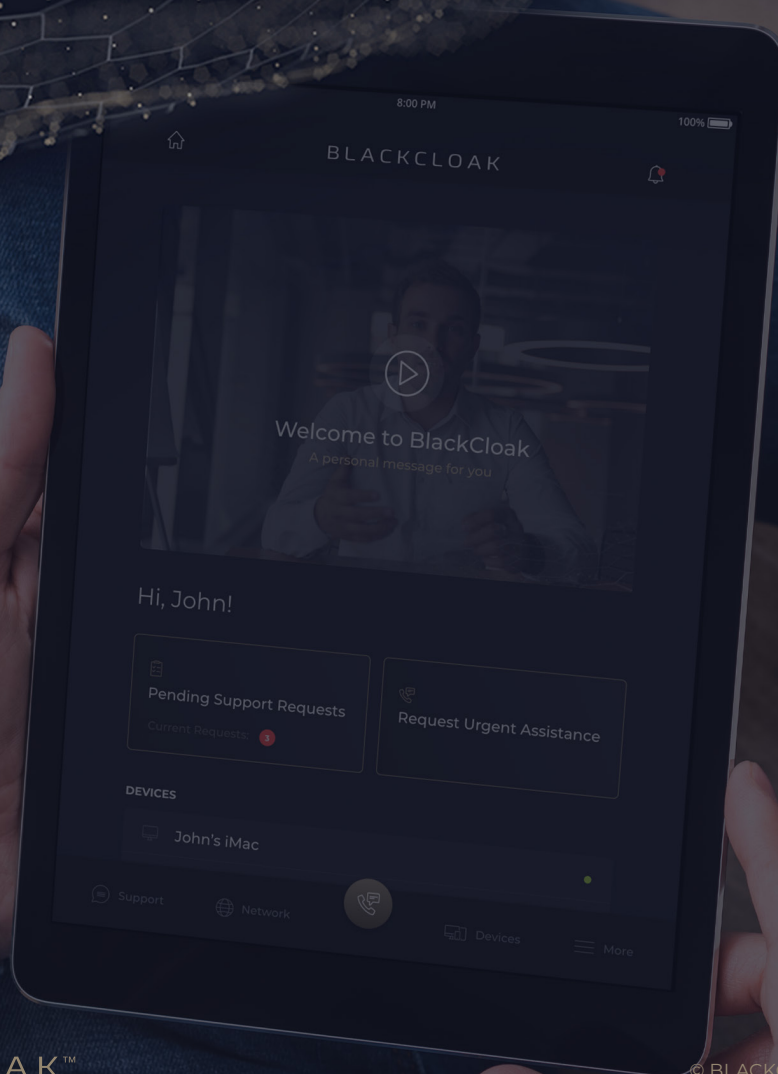 8:00 PM
100%
BLACKCLOAK
Welcome to BlackCloak
A personal message for you
Hi, John!
Pending Support Requests
Current Requests: 3
Request Urgent Assistance
DEVICES
John's iMac
Support
Network
Devices
More
AK™
© BLACK